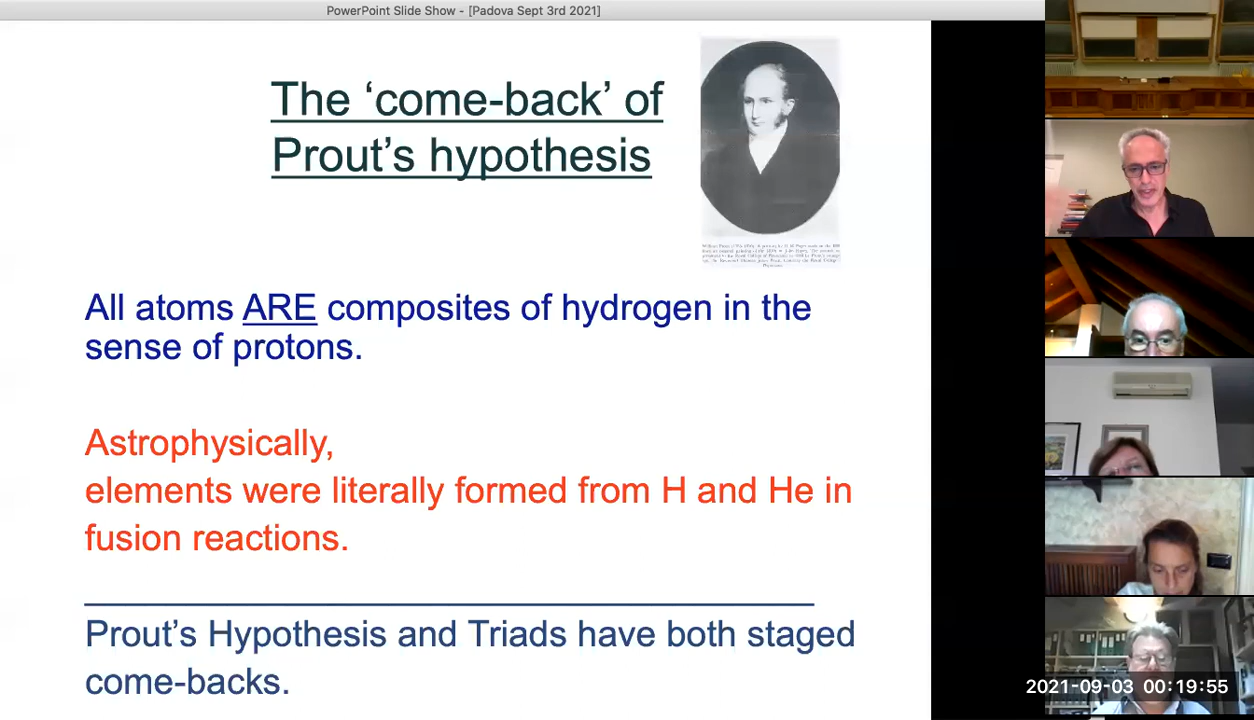 PowerPoint Slide Show - [Padova Sept 3rd 2021]
The ‘come-back’ of
Prout’s hypothesis
All atoms ARE composites of hydrogen in the
sense of protons.
Astrophysically,
elements were literally formed from H and He in
fusion reactions.
Prout’s Hypothesis and Triads have both staged
come-backs.
2021-09-03 00:19:55